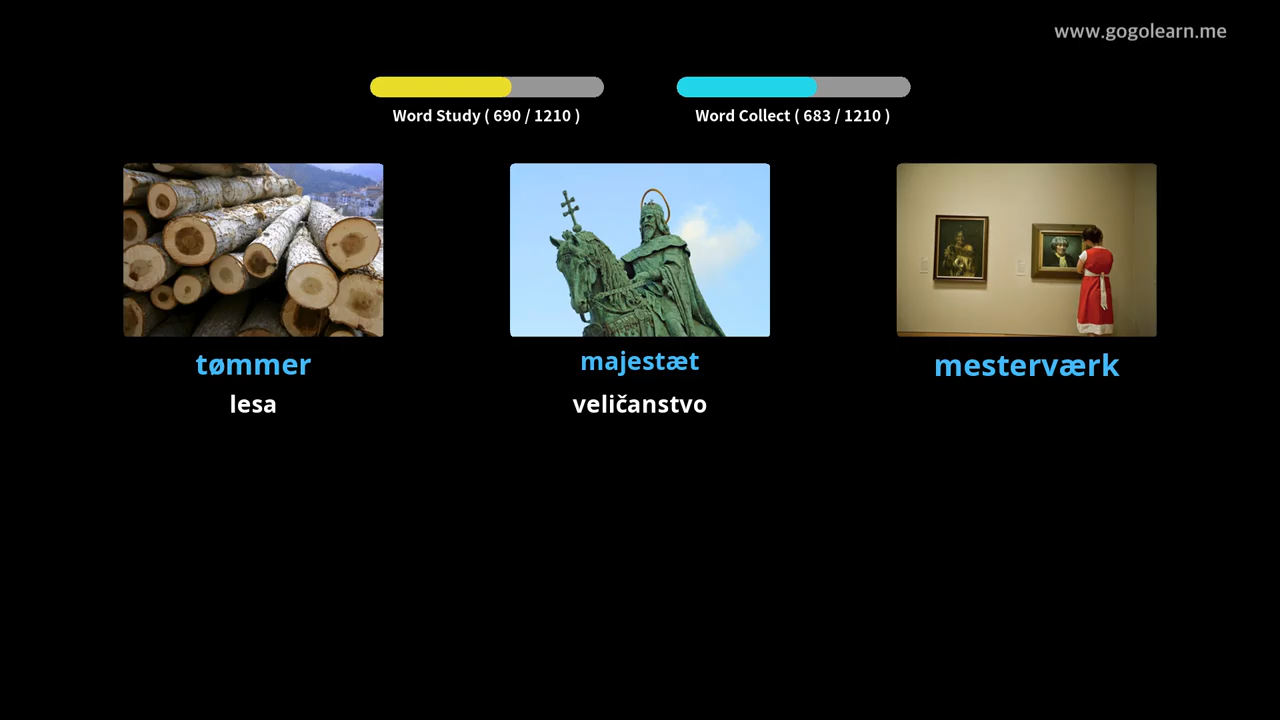 www.gogolearn.me
Word Study ( 690 / 1210 )
Word Collect ( 683 / 1210 )
tømmer
majestæt
mesterværk
lesa
veličanstvo